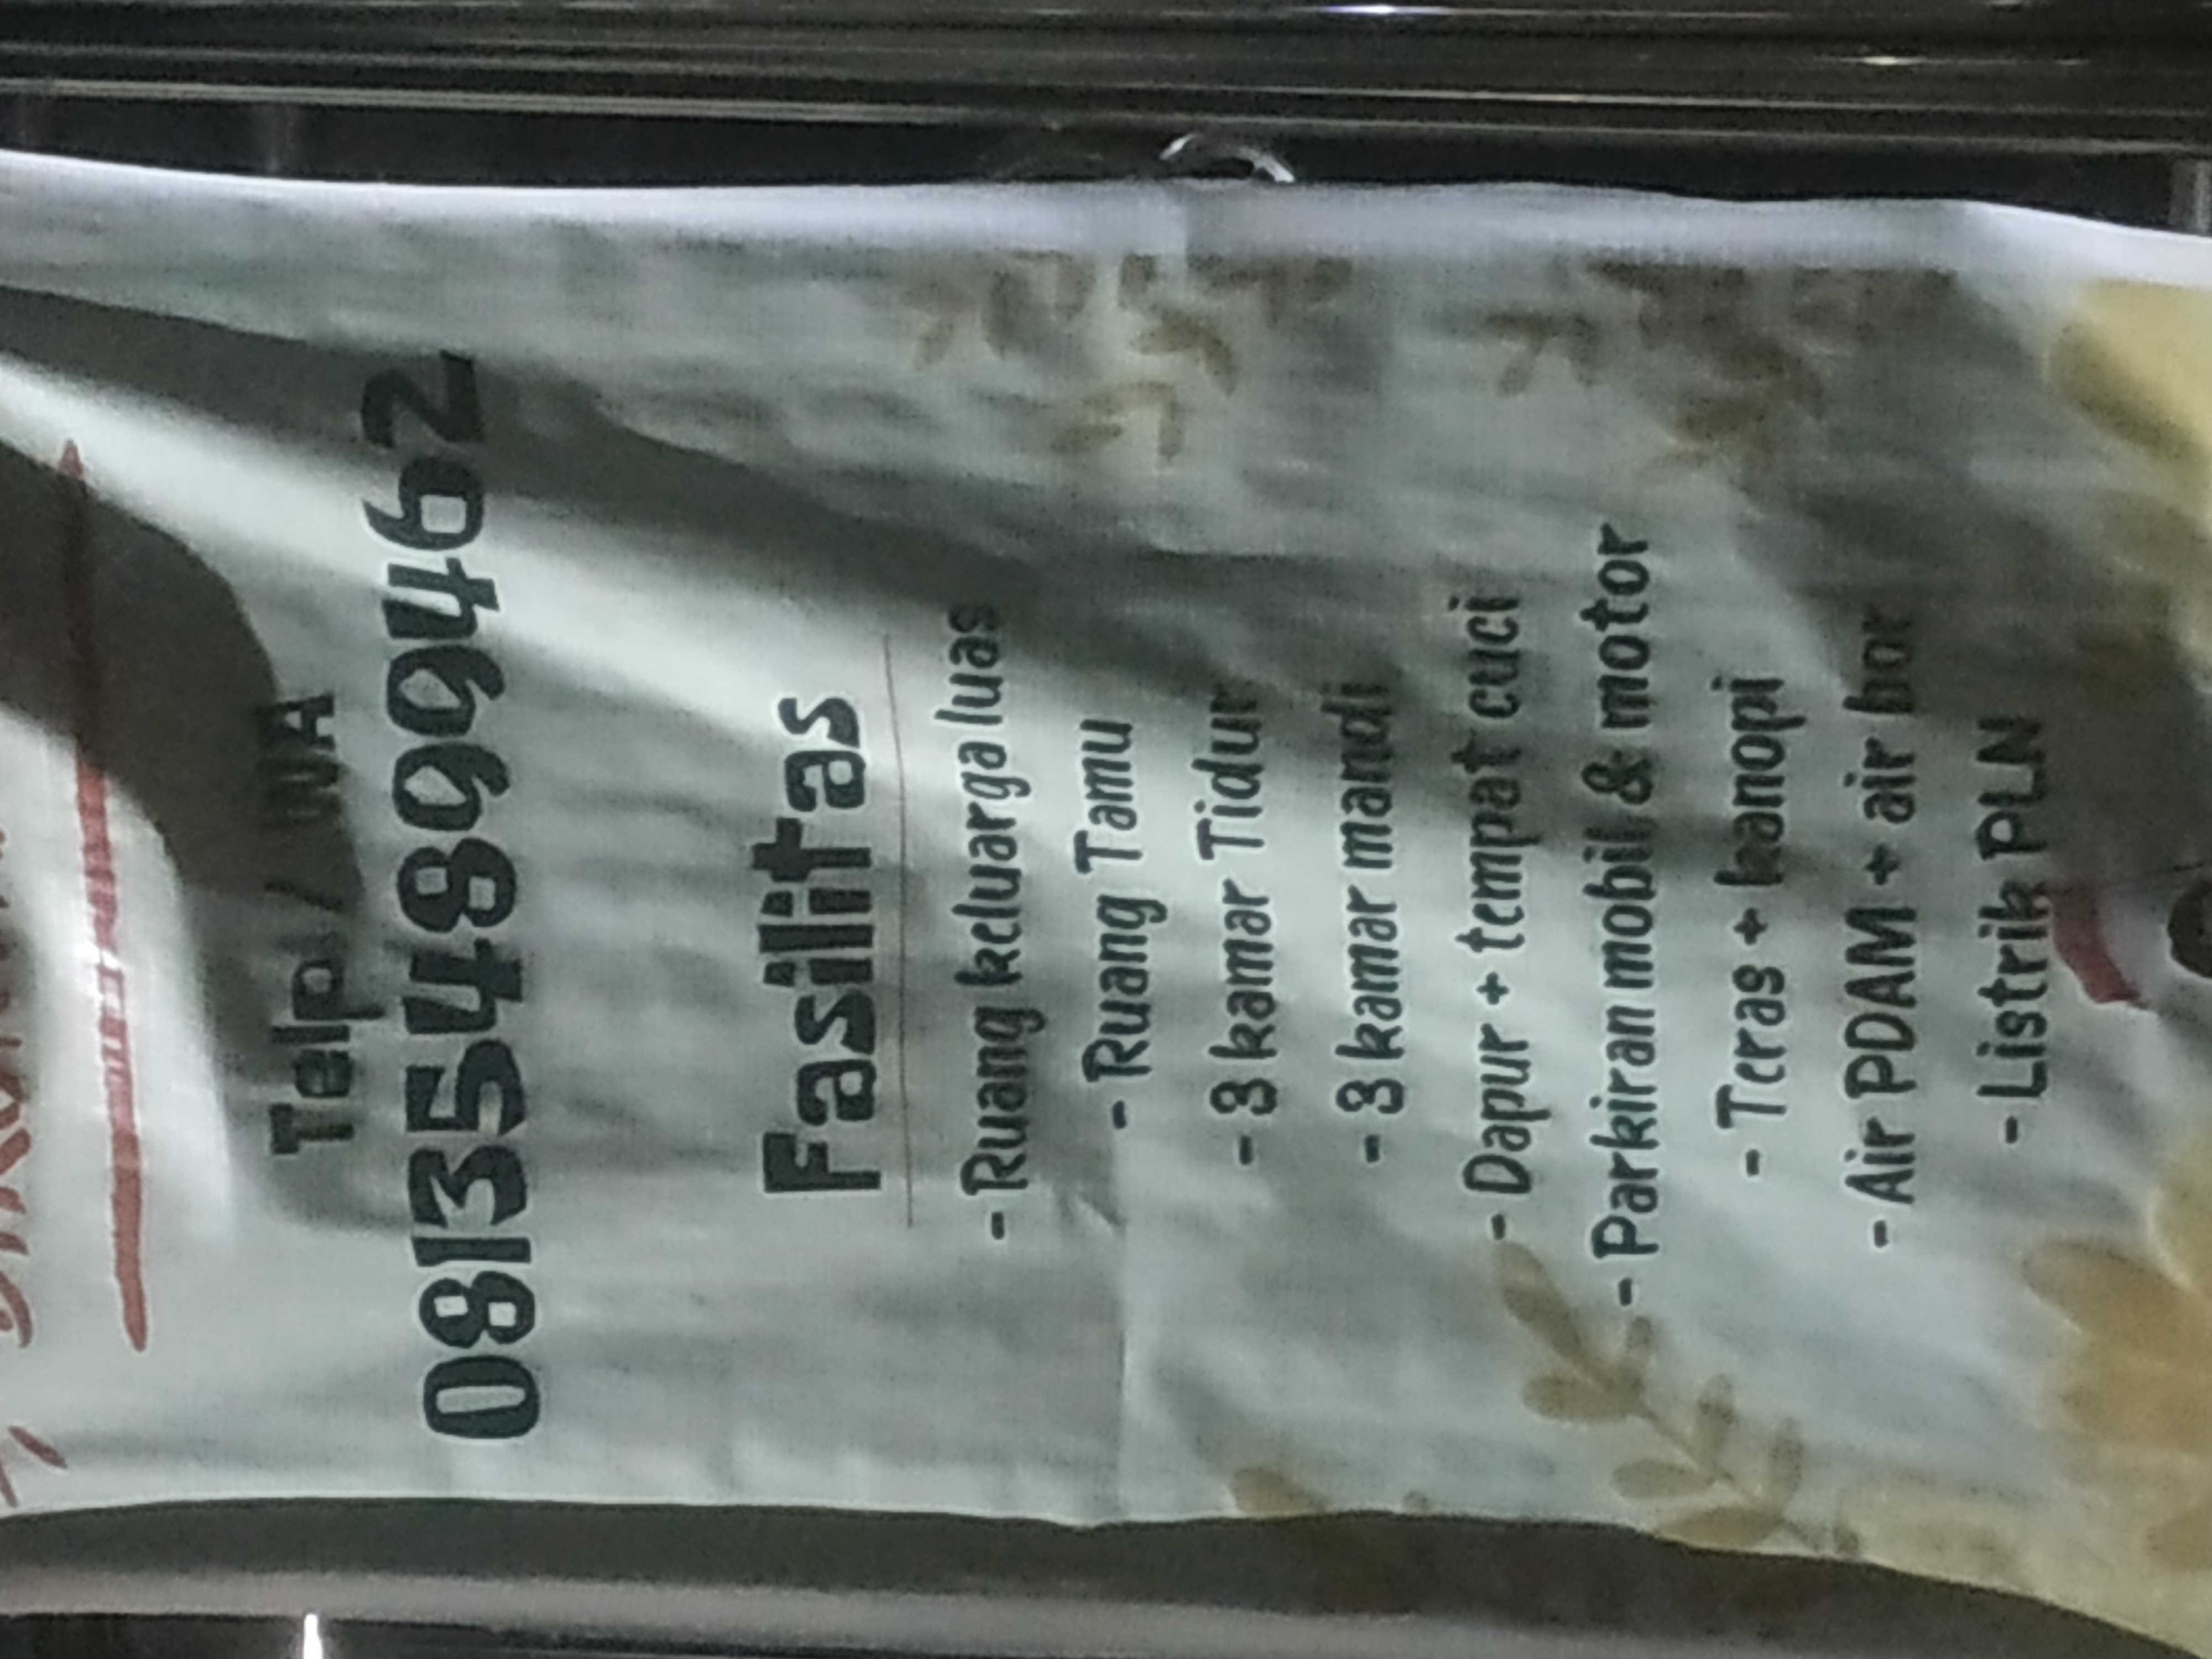 Telp / WA
081354899462
Fasilitas
- Ruang keluarga luas
- Ruang Tamu
- 3 kamar Tidur
- 3 kamar mandi
- Dapur + tempat cuci
- Parkiran mobil & motor
- Teras + kanopi
- Air PDAM + air bor
- Listrik PLN